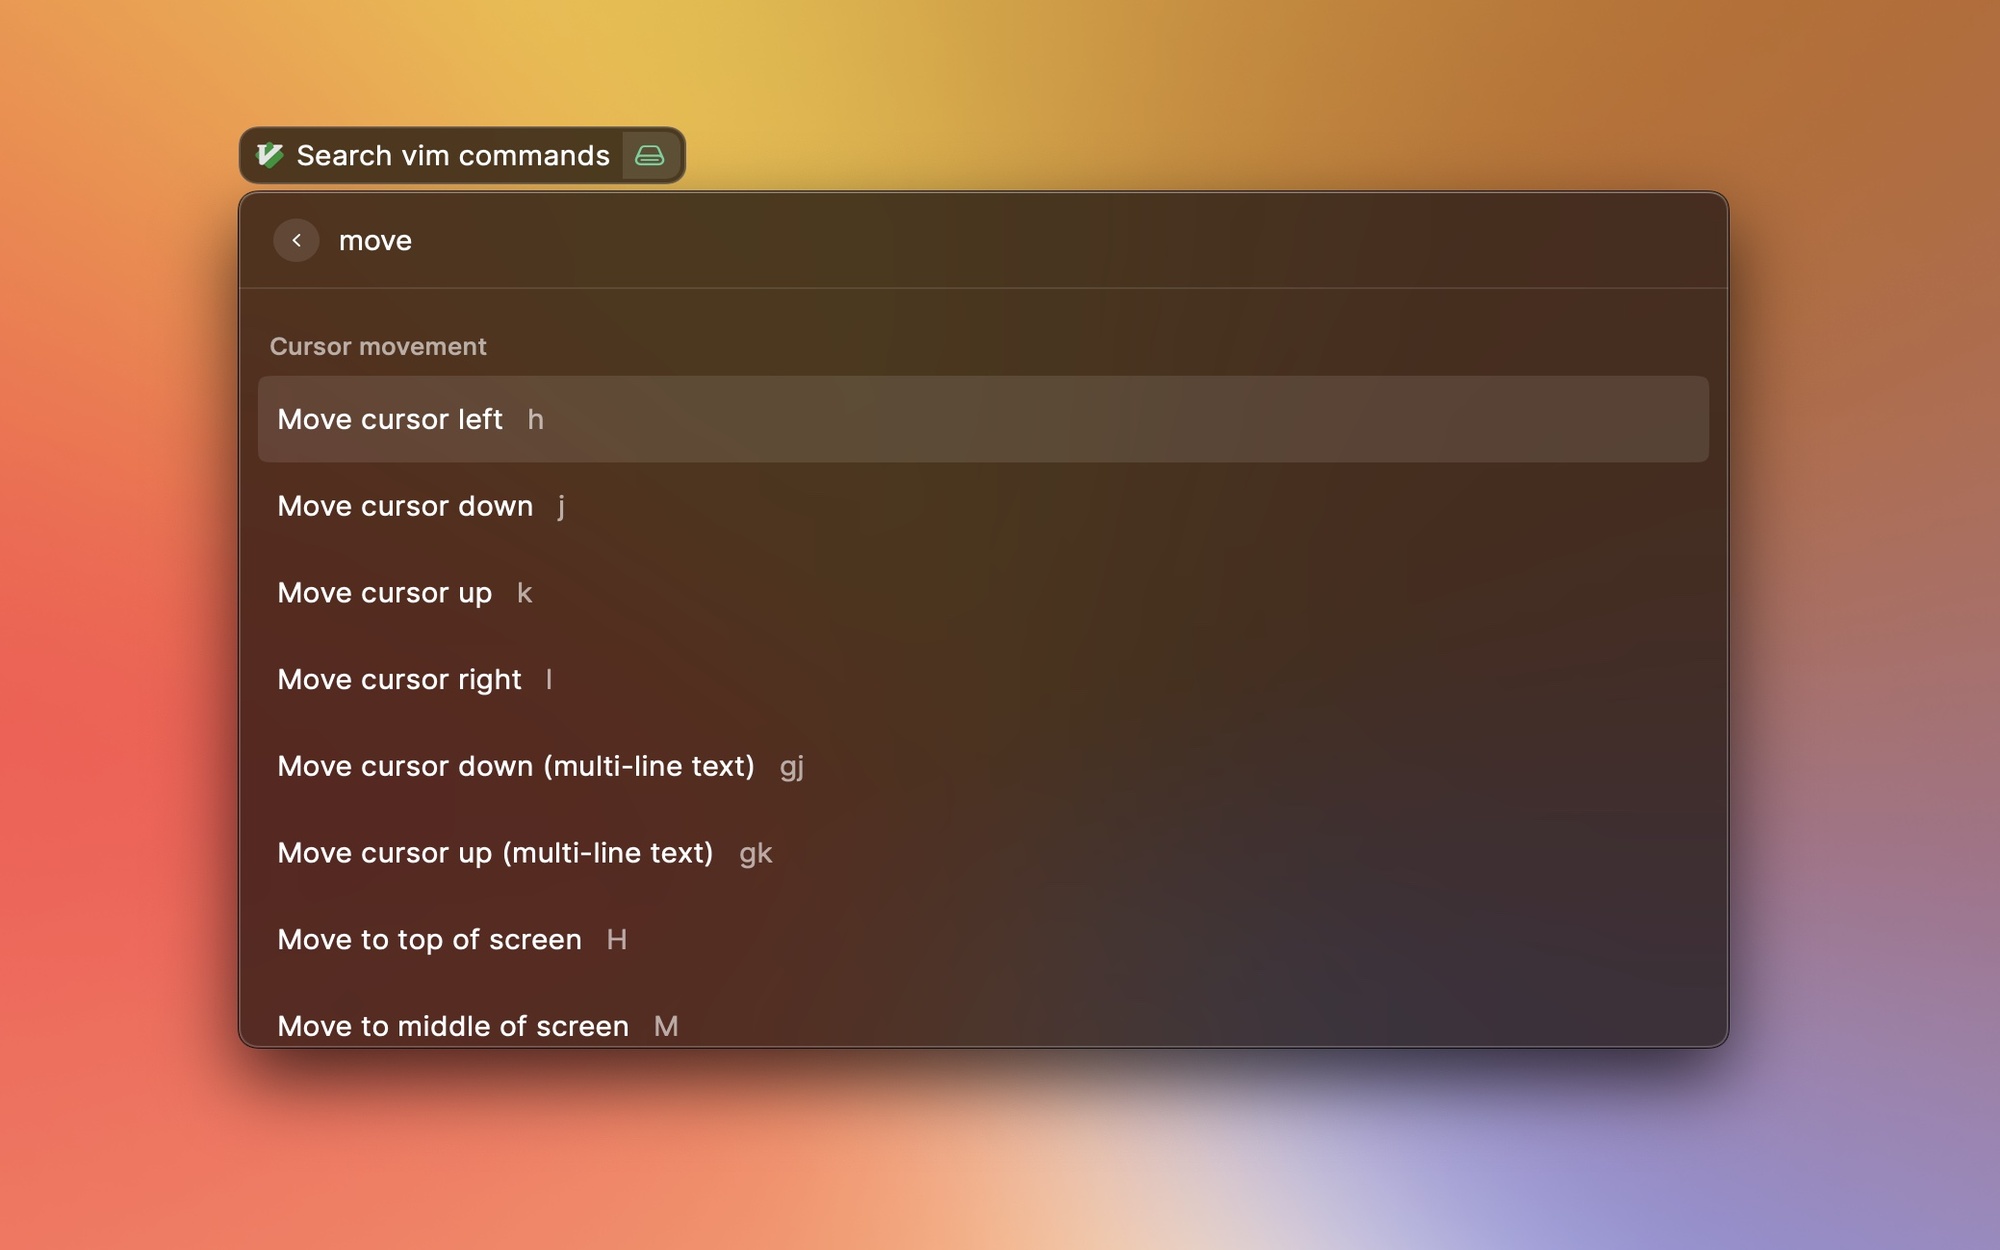 Search vim commands
move
Cursor movement
Move cursor left h
Move cursor down j
Move cursor up k
Move cursor right l
Move cursor down (multi-line text) gj
Move cursor up (multi-line text) gk
Move to top of screen H
Move to middle of screen M